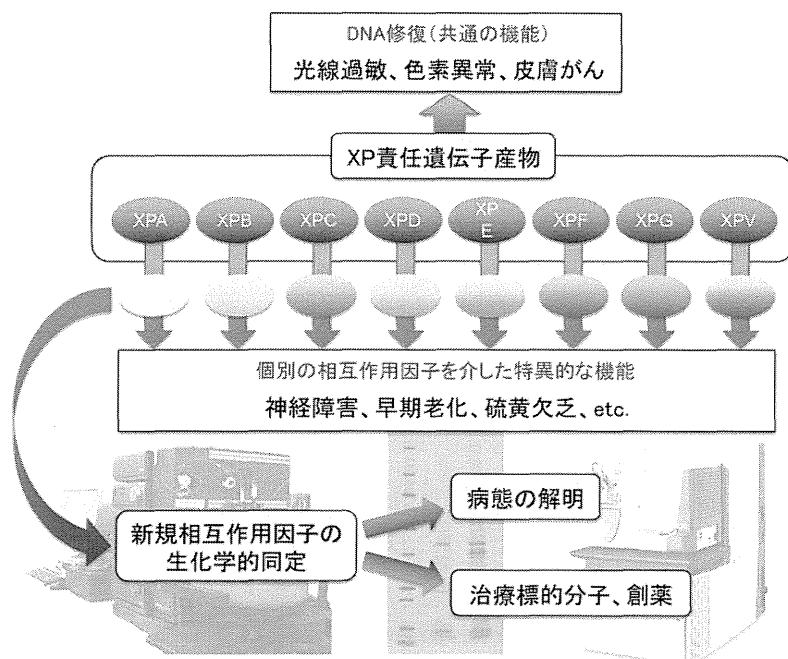 DNA修復(共通の機能)
光線過敏、色素異常、皮膚がん
XP責任遺伝子産物
XPA XPB XPC XPD XP E XPF XPG XPV
個別の相互作用因子を介した特異的な機能
神経障害、早期老化、硫黄欠乏、etc.
新規相互作用因子の
生化学的同定
病態の解明
治療標的分子、創薬